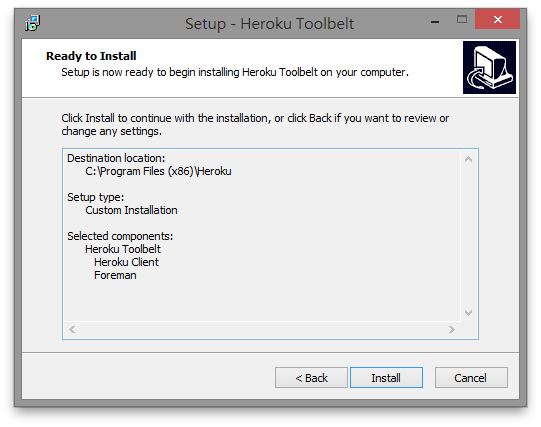 Setup - Heroku Toolbelt
Ready to Install
Setup is now ready to begin installing Heroku Toolbelt on your computer.
Click Install to continue with the installation, or click Back if you want to review or
change any settings.
Destination location:
C:\Program Files (x86)\Heroku
Setup type:
Custom Installation
Selected components:
Heroku Toolbelt
Heroku Client
Foreman
< Back
Install
Cancel